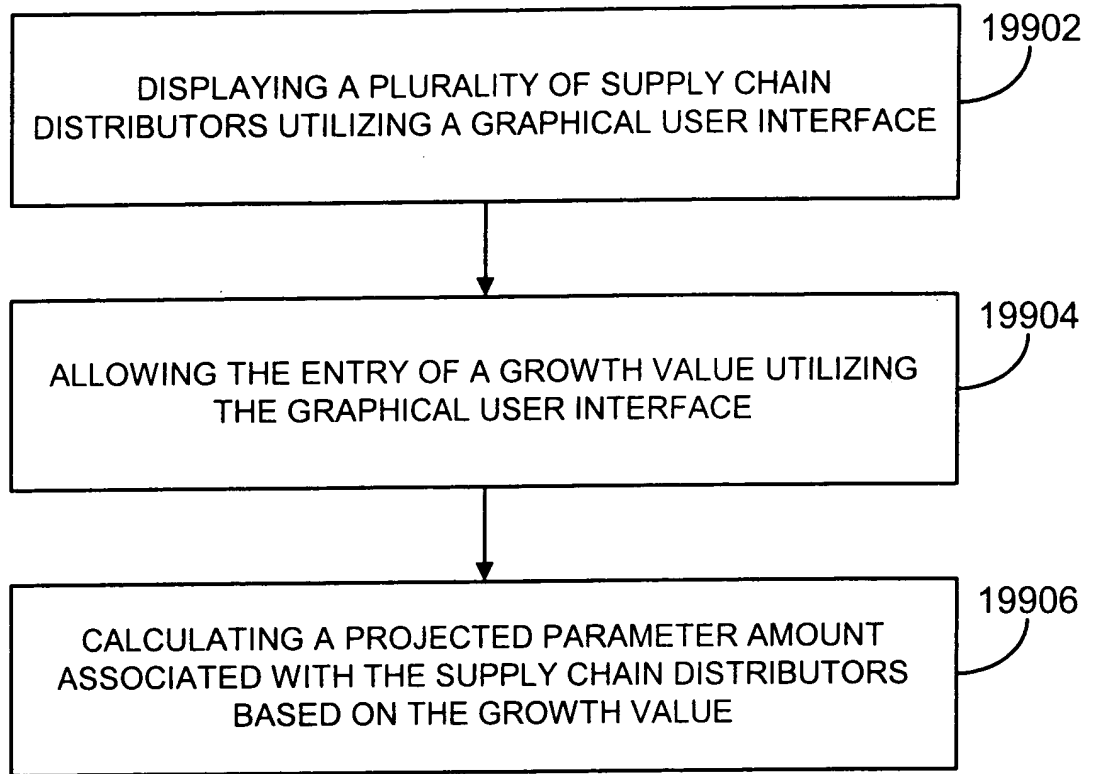 19902
DISPLAYING A PLURALITY OF SUPPLY CHAIN
DISTRIBUTORS UTILIZING A GRAPHICAL USER INTERFACE
19904
ALLOWING THE ENTRY OF A GROWTH VALUE UTILIZING
THE GRAPHICAL USER INTERFACE
19906
CALCULATING A PROJECTED PARAMETER AMOUNT
ASSOCIATED WITH THE SUPPLY CHAIN DISTRIBUTORS
BASED ON THE GROWTH VALUE